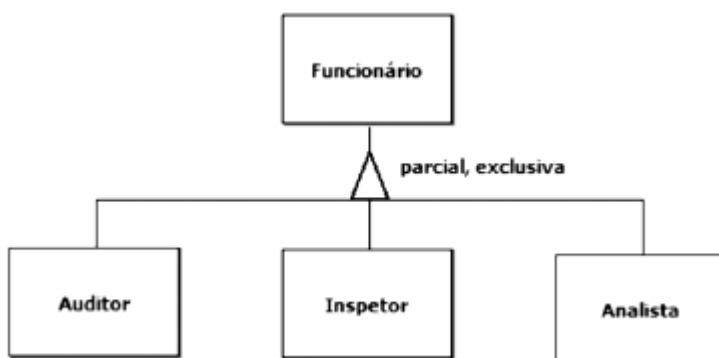 Funcionário
parcial, exclusiva
Auditor
Inspetor
Analista